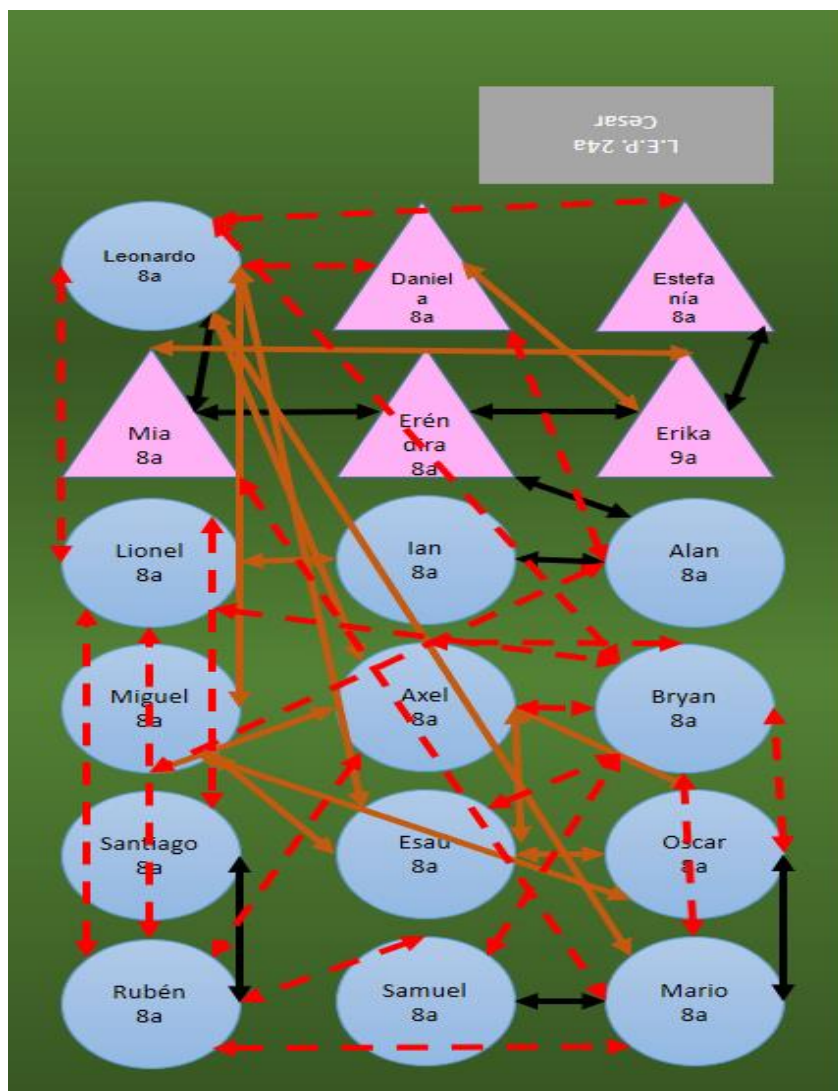 L.E.P. 24a
Cesar
Leonardo
8a
Daniel
a
8a
Estefa
nía
8a
Mia
8a
Erén
dira
8a
Erika
9a
Lionel
8a
Ian
8a
Alan
8a
Miguel
8a
Axel
8a
Bryan
8a
Santiago
8a
Esaú
8a
Oscar
8a
Rubén
8a
Samuel
8a
Mario
8a